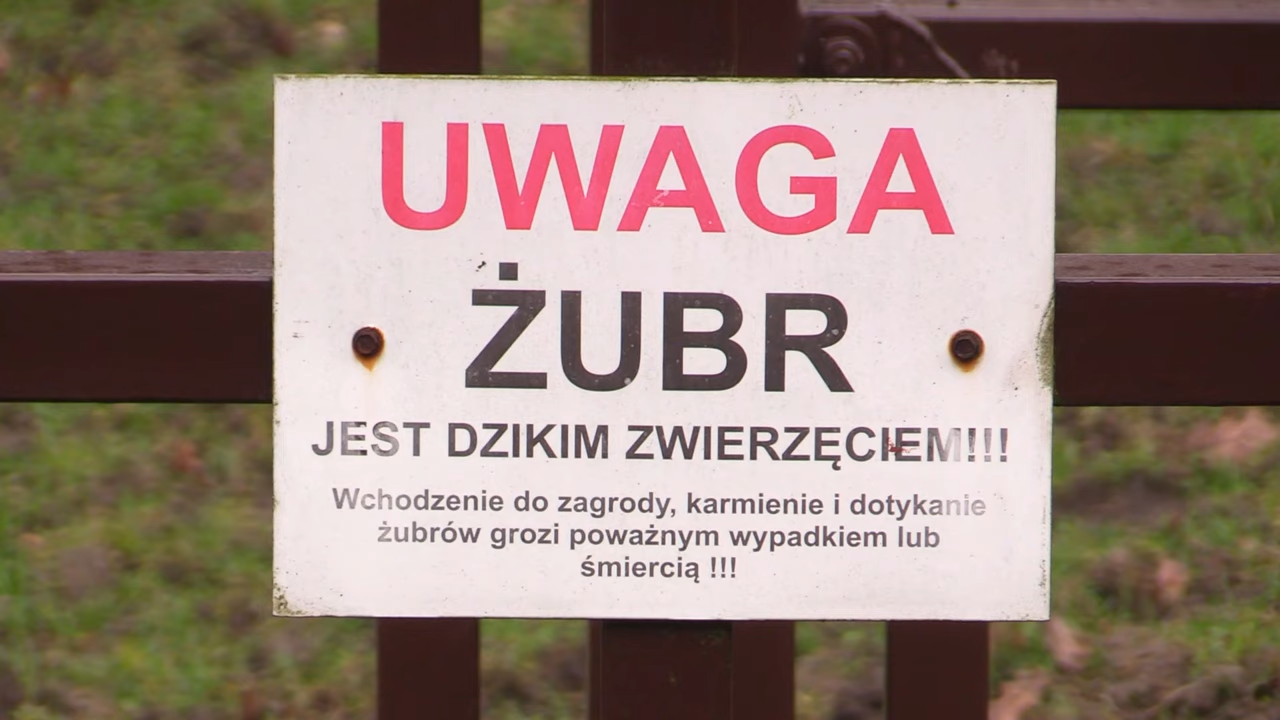 UWAGA
ŻUBR
JEST DZIKIM ZWIERZĘCIEM!!!
Wchodzenie do zagrody, karmienie i dotykanie
żubrów grozi poważnym wypadkiem lub
śmiercią !!!